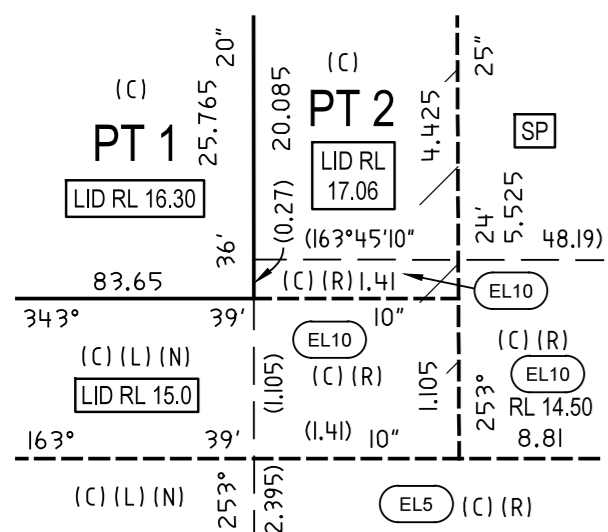 20"
(C)
25.765
PT 1
LID RL 16.30
36'
83.65
(C)
20.085
PT 2
4.425
LID RL
17.06
(0.27)
(163°45'10"
25"
SP
24'
5.525
48.19)
(C) (R) 1.41
EL10
343°
39'
10"
EL10
(C) (R)
(C) (L) (N)
LID RL 15.0
(1.105)
(C) (R)
1.105
253°
EL10
RL 14.50
8.81
163°
39'
(1.41)
10"
(C) (L) (N)
253°
2.395)
EL5
(C) (R)